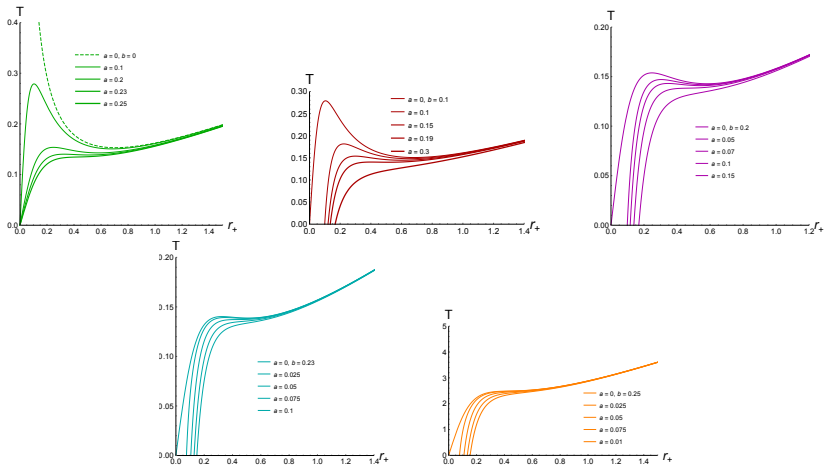 T
0.4
0.3
0.2
0.1
0.0
0.0 0.2 0.4 0.6 0.8 1.0 1.2 1.4
r+
a = 0, b = 0
a = 0.1
a = 0.2
a = 0.23
a = 0.25
T
0.30
0.25
0.20
0.15
0.10
0.05
0.00
0.0 0.2 0.4 0.6 0.8 1.0 1.2 1.4
r+
a = 0, b = 0.1
a = 0.1
a = 0.15
a = 0.19
a = 0.3
T
0.20
0.15
0.10
0.05
0.00
0.0 0.2 0.4 0.6 0.8 1.0 1.2
r+
a = 0, b = 0.2
a = 0.05
a = 0.07
a = 0.1
a = 0.15
T
0.20
0.15
0.10
0.05
0.00
0.0 0.2 0.4 0.6 0.8 1.0 1.2 1.4
r+
a = 0, b = 0.23
a = 0.025
a = 0.05
a = 0.075
a = 0.1
T
5
4
3
2
1
0
0.0 0.2 0.4 0.6 0.8 1.0 1.2 1.4
r+
a = 0, b = 0.25
a = 0.025
a = 0.05
a = 0.075
a = 0.01